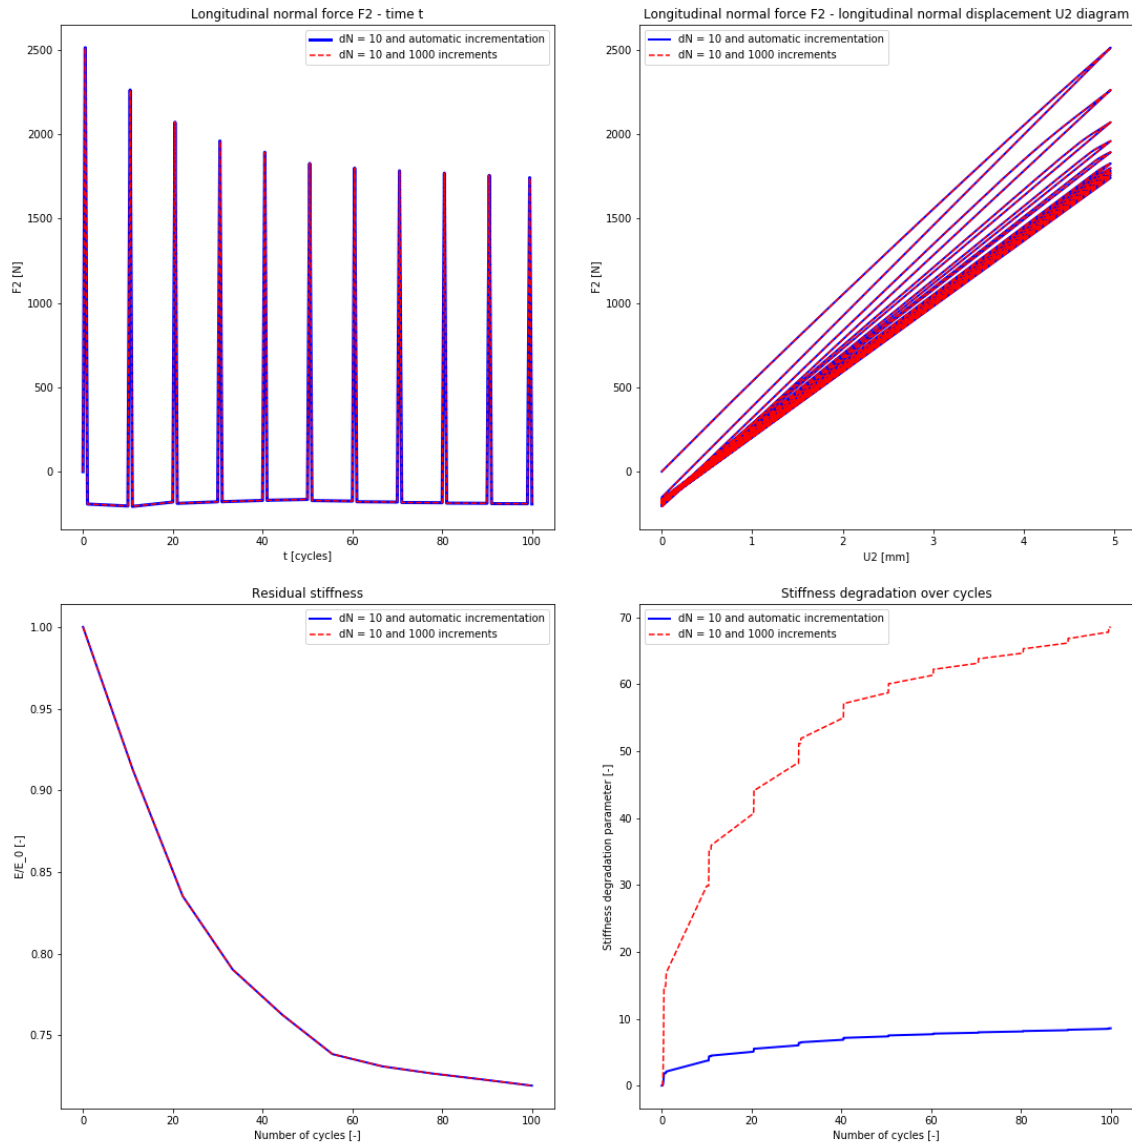 Longitudinal normal force F2 - time t
dN = 10 and automatic incrementation
dN = 10 and 1000 increments
2500
2000
1500
1000
500
0
F2 [N]
0 20 40 60 80 100
t [cycles]
Longitudinal normal force F2 - longitudinal normal displacement U2 diagram
dN = 10 and automatic incrementation
dN = 10 and 1000 increments
2500
2000
1500
1000
500
0
F2 [N]
0 1 2 3 4 5
U2 [mm]
Residual stiffness
dN = 10 and automatic incrementation
dN = 10 and 1000 increments
1.00
0.95
0.90
0.85
0.80
0.75
E/E_0 [-]
0 20 40 60 80 100
Number of cycles [-]
Stiffness degradation over cycles
dN = 10 and automatic incrementation
dN = 10 and 1000 increments
70
60
50
40
30
20
10
0
Stiffness degradation parameter [-]
0 20 40 60 80 100
Number of cycles [-]